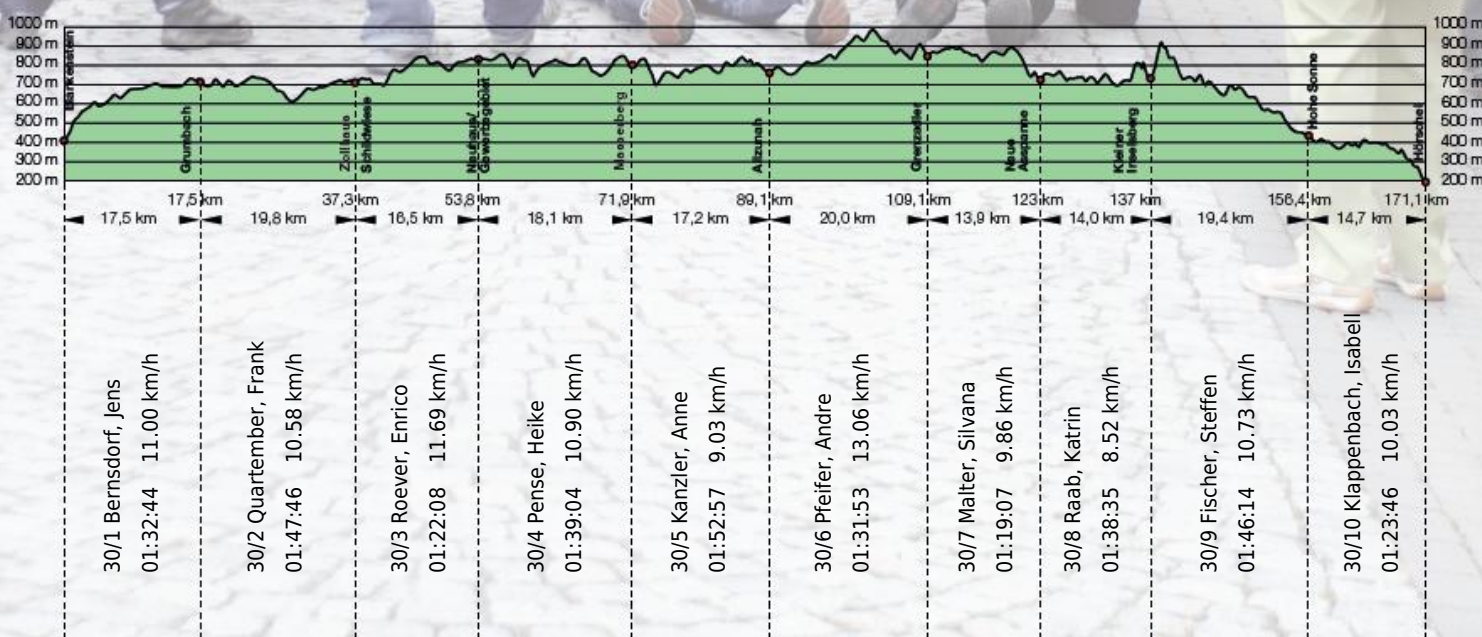 1000 m
900 m
800 m
700 m
600 m
500 m
400 m
300 m
200 m
1000 m
900 m
800 m
700 m
600 m
500 m
400 m
300 m
200 m
Blankenstein
Grumbach
Zollhaus
Schildwiese
Neuhaus/
Masserberg
Allzunah
Grenzadler
Neue
Ausspanne
Kleiner
Inselsberg
Hohe Sonne
Hörschel
17,5 km
37,3 km
53,8 km
71,9 km
89,1 km
109,1 km
123 km
137 km
156,4 km
171,1 km
17,5 km
19,8 km
16,5 km
18,1 km
17,2 km
20,0 km
13,9 km
14,0 km
19,4 km
14,7 km
30/1 Bernsdorf, Jens
01:32:44 11.00 km/h
30/2 Quartember, Frank
01:47:46 10.58 km/h
30/3 Roever, Enrico
01:22:08 11.69 km/h
30/4 Pense, Heike
01:39:04 10.90 km/h
30/5 Kanzler, Anne
01:52:57 9.03 km/h
30/6 Pfeifer, Andre
01:31:53 13.06 km/h
30/7 Malter, Silvana
01:19:07 9.86 km/h
30/8 Raab, Katrin
01:38:35 8.52 km/h
30/9 Fischer, Steffen
01:46:14 10.73 km/h
30/10 Klappenbach, Isabell
01:23:46 10.03 km/h